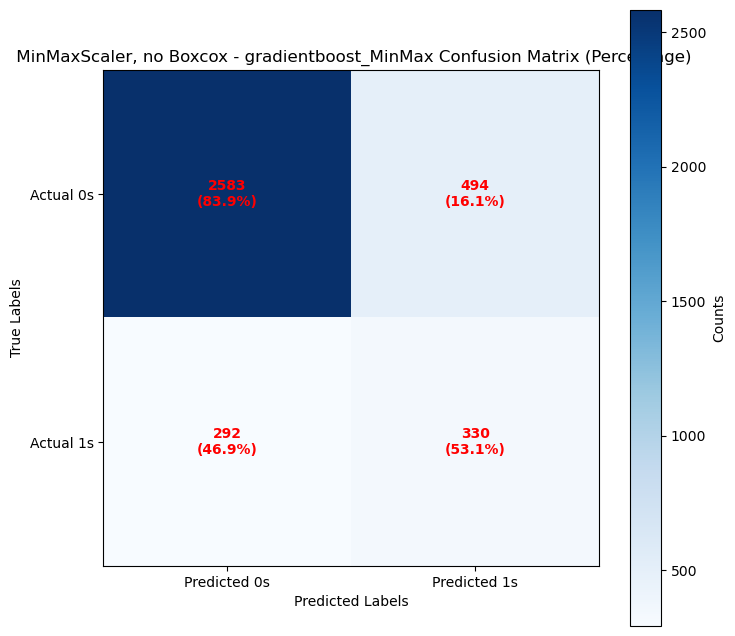 MinMaxScaler, no Boxcox - gradientboost_MinMax Confusion Matrix (Percentage)
2583
(83.9%)
494
(16.1%)
292
(46.9%)
330
(53.1%)
Actual 0s
Actual 1s
True Labels
Predicted 0s
Predicted 1s
Predicted Labels
2500
2000
1500
1000
500
Counts